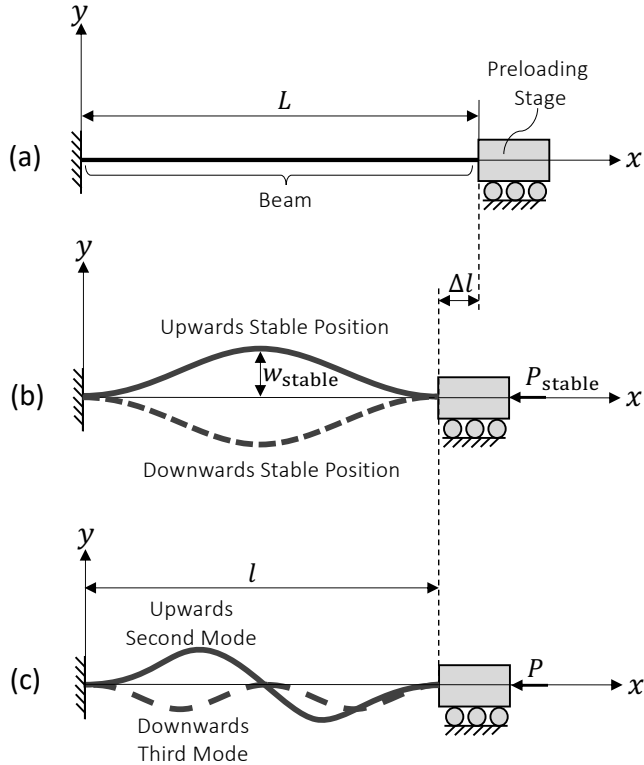 y
Preloading
Stage
L
(a)
x
Beam
y
Δl
Upwards Stable Position
w_stable
P_stable
(b)
x
Downwards Stable Position
y
l
Upwards
Second Mode
(c)
P
x
Downwards
Third Mode